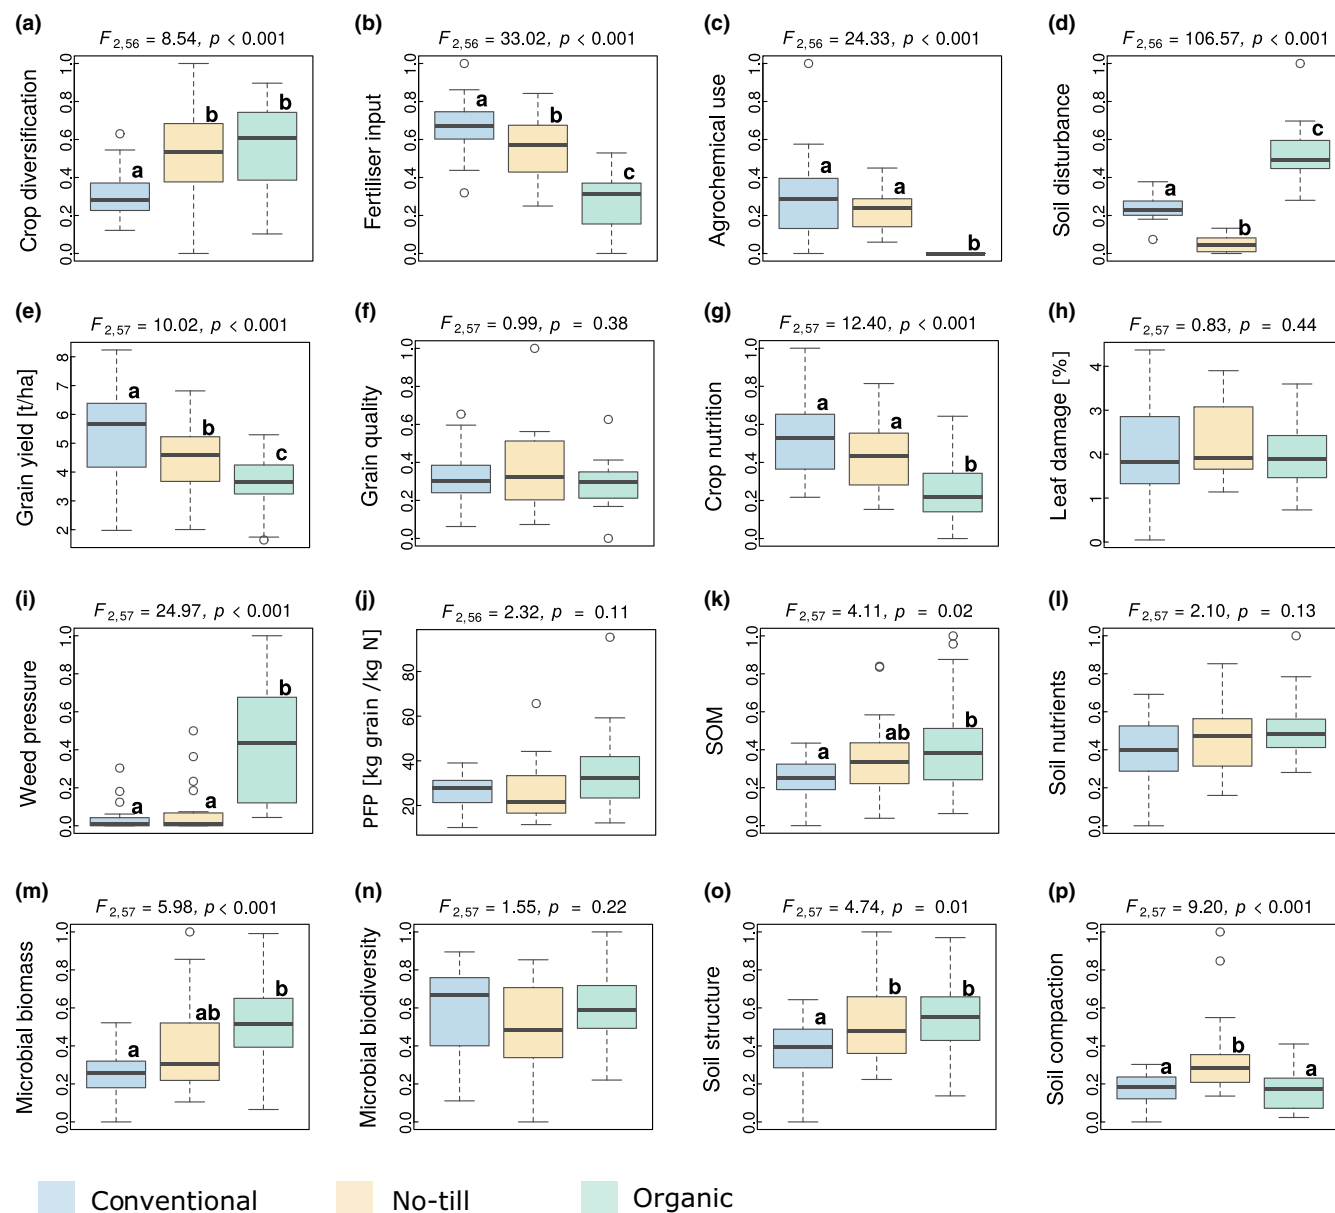 (a) (b) (c) (d)
F2,56 = 8.54, p < 0.001 F2,56 = 33.02, p < 0.001 F2,56 = 24.33, p < 0.001 F2,56 = 106.57, p < 0.001
Crop diversification
0.0 0.2 0.4 0.6 0.8 1.0
a b b
Fertiliser input
0.0 0.2 0.4 0.6 0.8 1.0
a b c
Agrochemical use
0.0 0.2 0.4 0.6 0.8 1.0
a a b
Soil disturbance
0.0 0.2 0.4 0.6 0.8 1.0
a b c
(e) (f) (g) (h)
F2,57 = 10.02, p < 0.001 F2,57 = 0.99, p = 0.38 F2,57 = 12.40, p < 0.001 F2,57 = 0.83, p = 0.44
Grain yield [t/ha]
2 3 4 5 6 7 8
a b c
Grain quality
0.0 0.2 0.4 0.6 0.8 1.0
Crop nutrition
0.0 0.2 0.4 0.6 0.8 1.0
a a b
Leaf damage [%]
0 1 2 3 4
(i) (j) (k) (l)
F2,57 = 24.97, p < 0.001 F2,56 = 2.32, p = 0.11 F2,57 = 4.11, p = 0.02 F2,57 = 2.10, p = 0.13
Weed pressure
0.0 0.2 0.4 0.6 0.8 1.0
a a b
PFP [kg grain /kg N]
20 40 60 80
SOM
0.0 0.2 0.4 0.6 0.8 1.0
a ab b
Soil nutrients
0.0 0.2 0.4 0.6 0.8 1.0
(m) (n) (o) (p)
F2,57 = 5.98, p < 0.001 F2,57 = 1.55, p = 0.22 F2,57 = 4.74, p = 0.01 F2,57 = 9.20, p < 0.001
Microbial biomass
0.0 0.2 0.4 0.6 0.8 1.0
a ab b
Microbial biodiversity
0.0 0.2 0.4 0.6 0.8 1.0
Soil structure
0.0 0.2 0.4 0.6 0.8 1.0
a b b
Soil compaction
0.0 0.2 0.4 0.6 0.8 1.0
a b a
Conventional No-till Organic